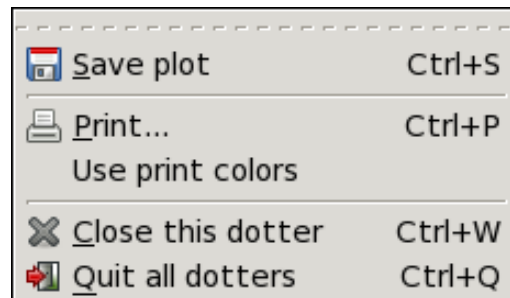 Save plot Ctrl+S
Print... Ctrl+P
Use print colors
Close this dotter Ctrl+W
Quit all dotters Ctrl+Q